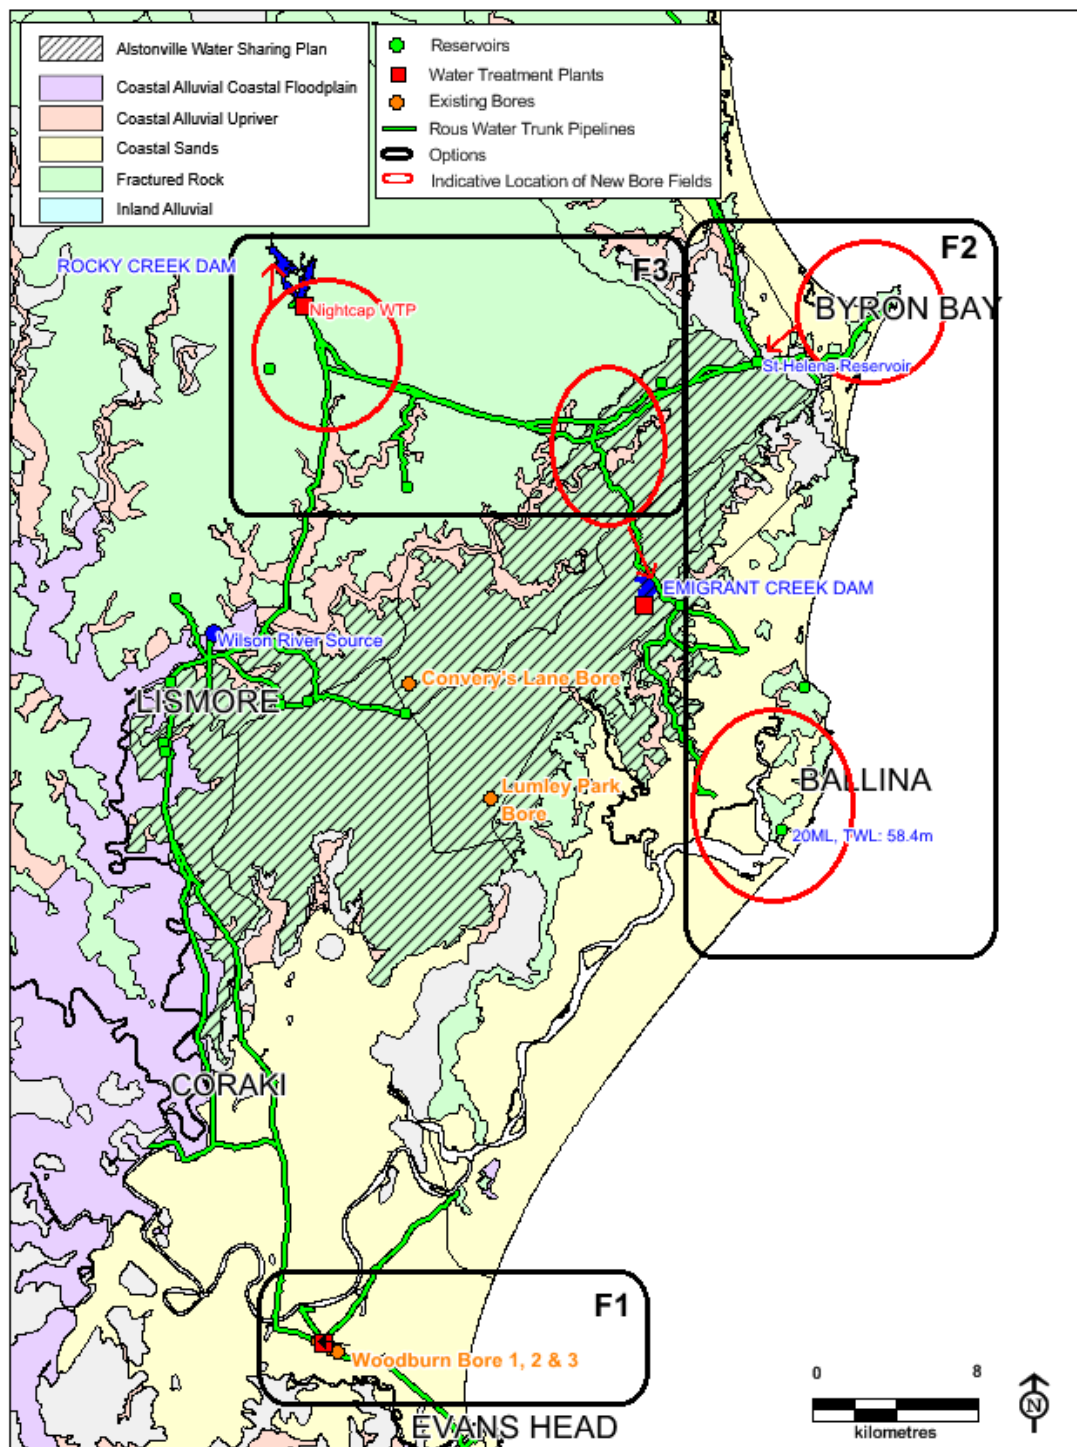 Alstonville Water Sharing Plan
Coastal Alluvial Coastal Floodplain
Coastal Alluvial Upriver
Coastal Sands
Fractured Rock
Inland Alluvial
Reservoirs
Water Treatment Plants
Existing Bores
Rous Water Trunk Pipelines
Options
Indicative Location of New Bore Fields
F2
F3
ROCKY CREEK DAM
Nightcap WTP
BYRON BAY
St Helena Reservoir
EMIGRANT CREEK DAM
Wilson River Source
Convery's Lane Bore
LISMORE
Lumley Park
Bore
BALLINA
20ML, TWL: 58.4m
CORAKI
F1
Woodburn Bore 1, 2 & 3
EVANS HEAD
0 8
kilometres
N